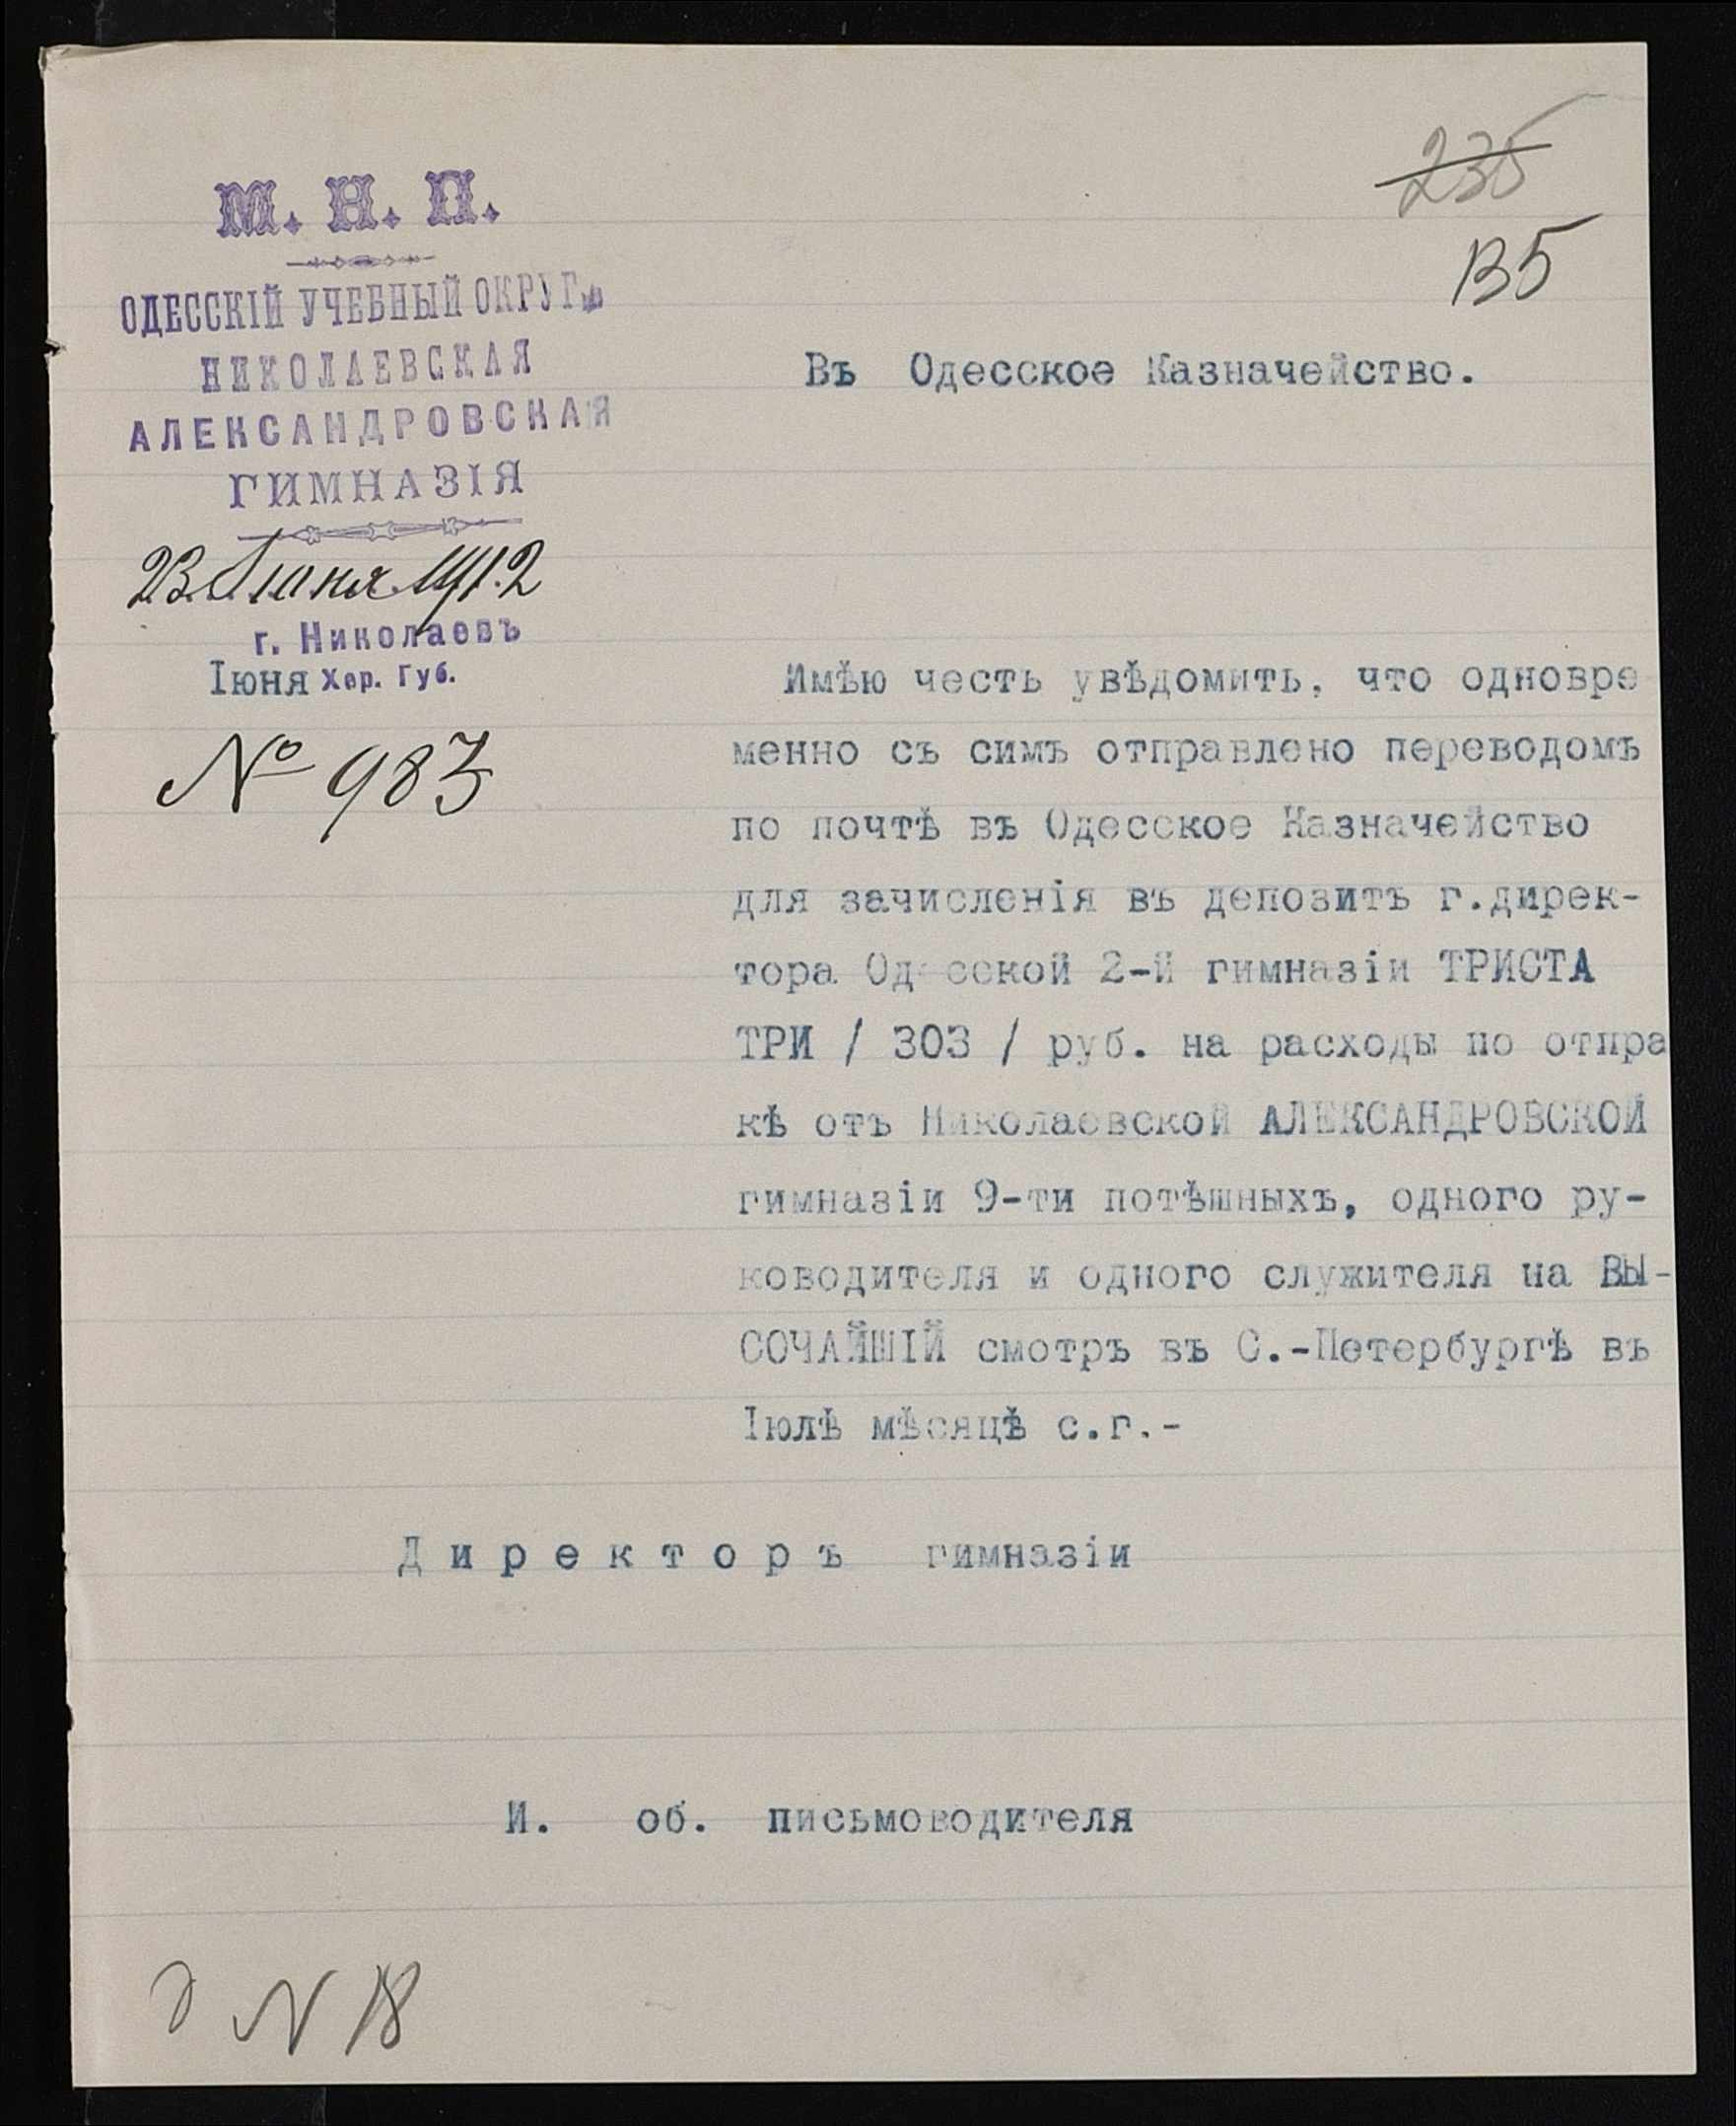 235
135
М. Н. П.
ОДЕССКІЙ УЧЕБНЫЙ ОКРУГЪ
НИКОЛАЕВСКАЯ
АЛЕКСАНДРОВСКАЯ
ГИМНАЗІЯ
23 Іюня 1912
г. Николаевъ
Іюня Хер. Губ.
№ 983
Въ Одесское Казначейство.
Имѣю честь увѣдомить, что одновре
менно съ симъ отправлено переводомъ
по почтѣ въ Одесское Казначейство
для зачисленія въ депозитъ г.дирек-
тора Одесской 2-й гимназіи ТРИСТА
ТРИ / 303 / руб. на расходы по отпра
кѣ отъ Николаевской АЛЕКСАНДРОВСКОЙ
гимназіи 9-ти потѣшныхъ, одного ру-
ководителя и одного служителя на ВЫ-
СОЧАЙШІЙ смотръ въ С.-Петербургѣ въ
Іюлѣ мѣсяцѣ с.г.-
Директоръ гимназіи
И. об. письмоводителя
д N 18